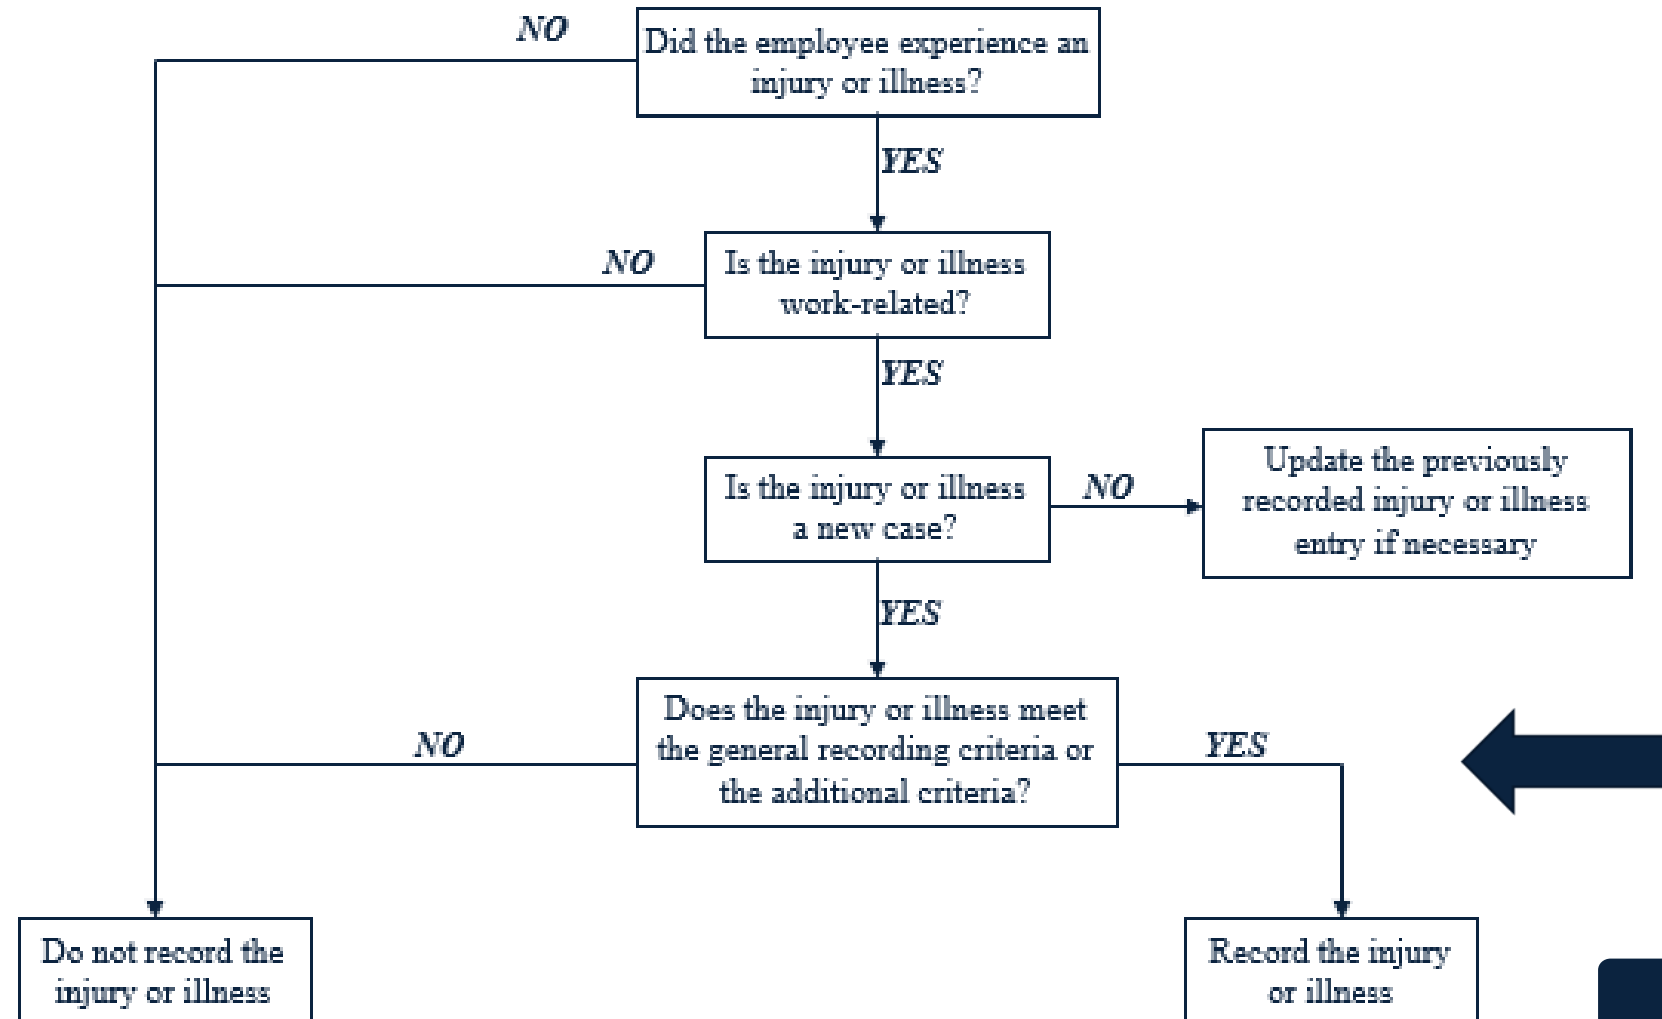 NO
Did the employee experience an
injury or illness?
YES
NO
Is the injury or illness
work-related?
YES
Is the injury or illness
a new case?
NO
Update the previously
recorded injury or illness
entry if necessary
YES
Does the injury or illness meet
the general recording criteria or
the additional criteria?
NO
YES
Do not record the
injury or illness
Record the injury
or illness